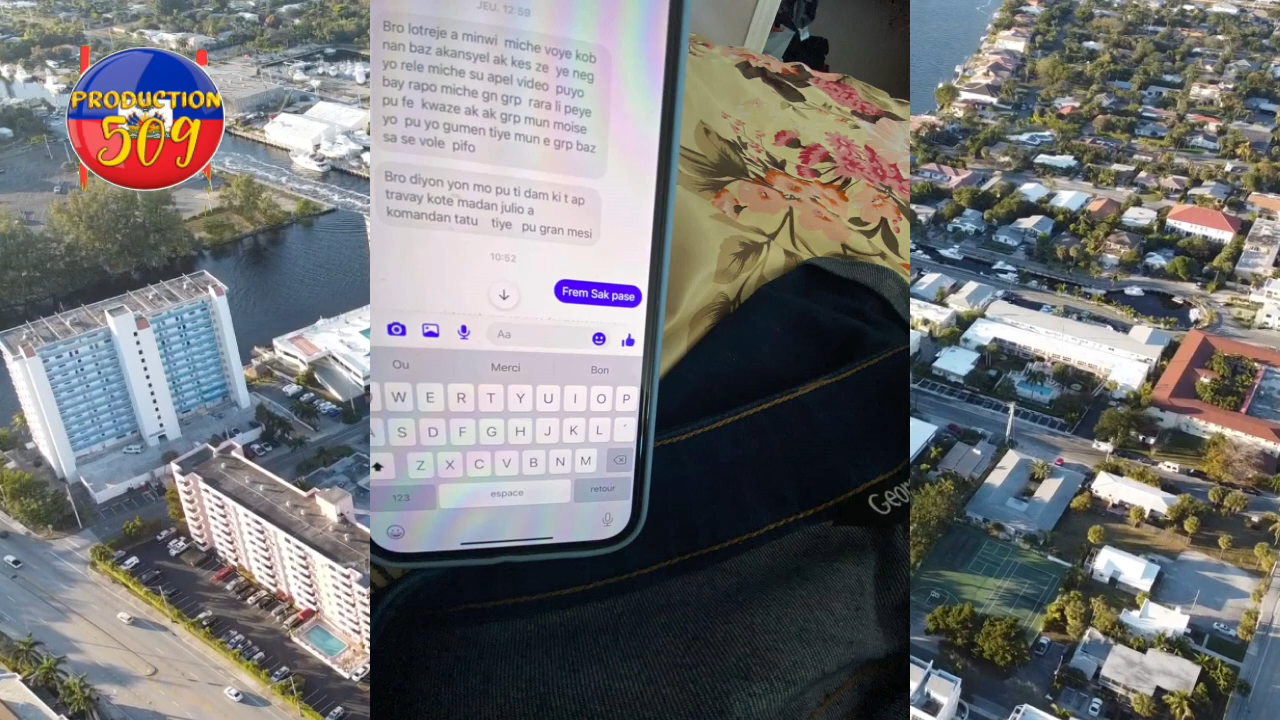 PRODUCTION
509
JEU. 12:59
Bro lotreje a minwi miche voye kob
nan baz akansyel ak kes ze ye neg
yo rele miche su apel video puyo
bay rapo miche gn grp rara li peye
pu fe kwaze ak ak grp mun moise
yo pu yo gumen tiye mun e grp baz
sa se vole pifo
Bro diyon yon mo pu ti dam ki t ap
travay kote madan julio a
komandan tatu tiye pu gran mesi
10:52
Frem Sak pase
Aa
Ou Merci Bon
W E R T Y U I O P
S D F G H J K L '
Z X C V B N M
123 espace retour